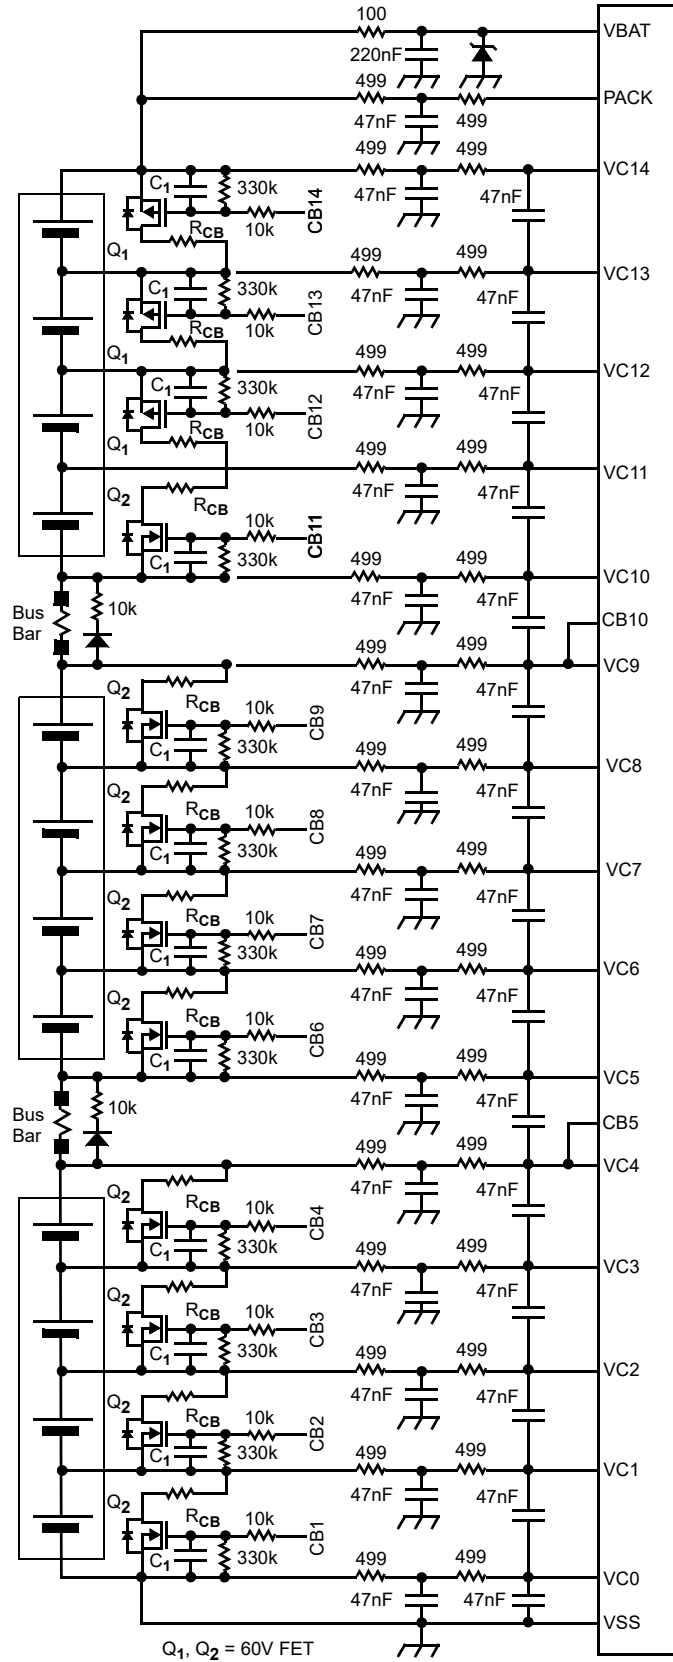 100
VBAT
220nF
499
PACK
47nF
499
499
499
VC14
C1
330k
CB14
47nF
47nF
RCB
10k
Q1
499
499
VC13
C1
330k
CB13
47nF
47nF
RCB
10k
Q1
499
499
VC12
C1
330k
CB12
47nF
47nF
RCB
10k
Q1
499
499
VC11
Q2
RCB
47nF
47nF
10k
CB11
C1
330k
499
499
VC10
Bus
Bar
10k
47nF
47nF
CB10
499
499
VC9
Q2
RCB
10k
CB9
47nF
47nF
C1
330k
499
499
VC8
Q2
RCB
10k
CB8
47nF
47nF
C1
330k
499
499
VC7
Q2
RCB
10k
CB7
47nF
47nF
C1
330k
499
499
VC6
Q2
RCB
10k
CB6
47nF
47nF
C1
330k
499
499
VC5
Bus
Bar
10k
47nF
47nF
CB5
499
499
VC4
Q2
RCB
10k
CB4
47nF
47nF
C1
330k
499
499
VC3
Q2
RCB
10k
CB3
47nF
47nF
C1
330k
499
499
VC2
Q2
RCB
10k
CB2
47nF
47nF
C1
330k
499
499
VC1
Q2
RCB
10k
CB1
47nF
47nF
C1
330k
499
499
VC0
47nF
47nF
VSS
Q1, Q2 = 60V FET